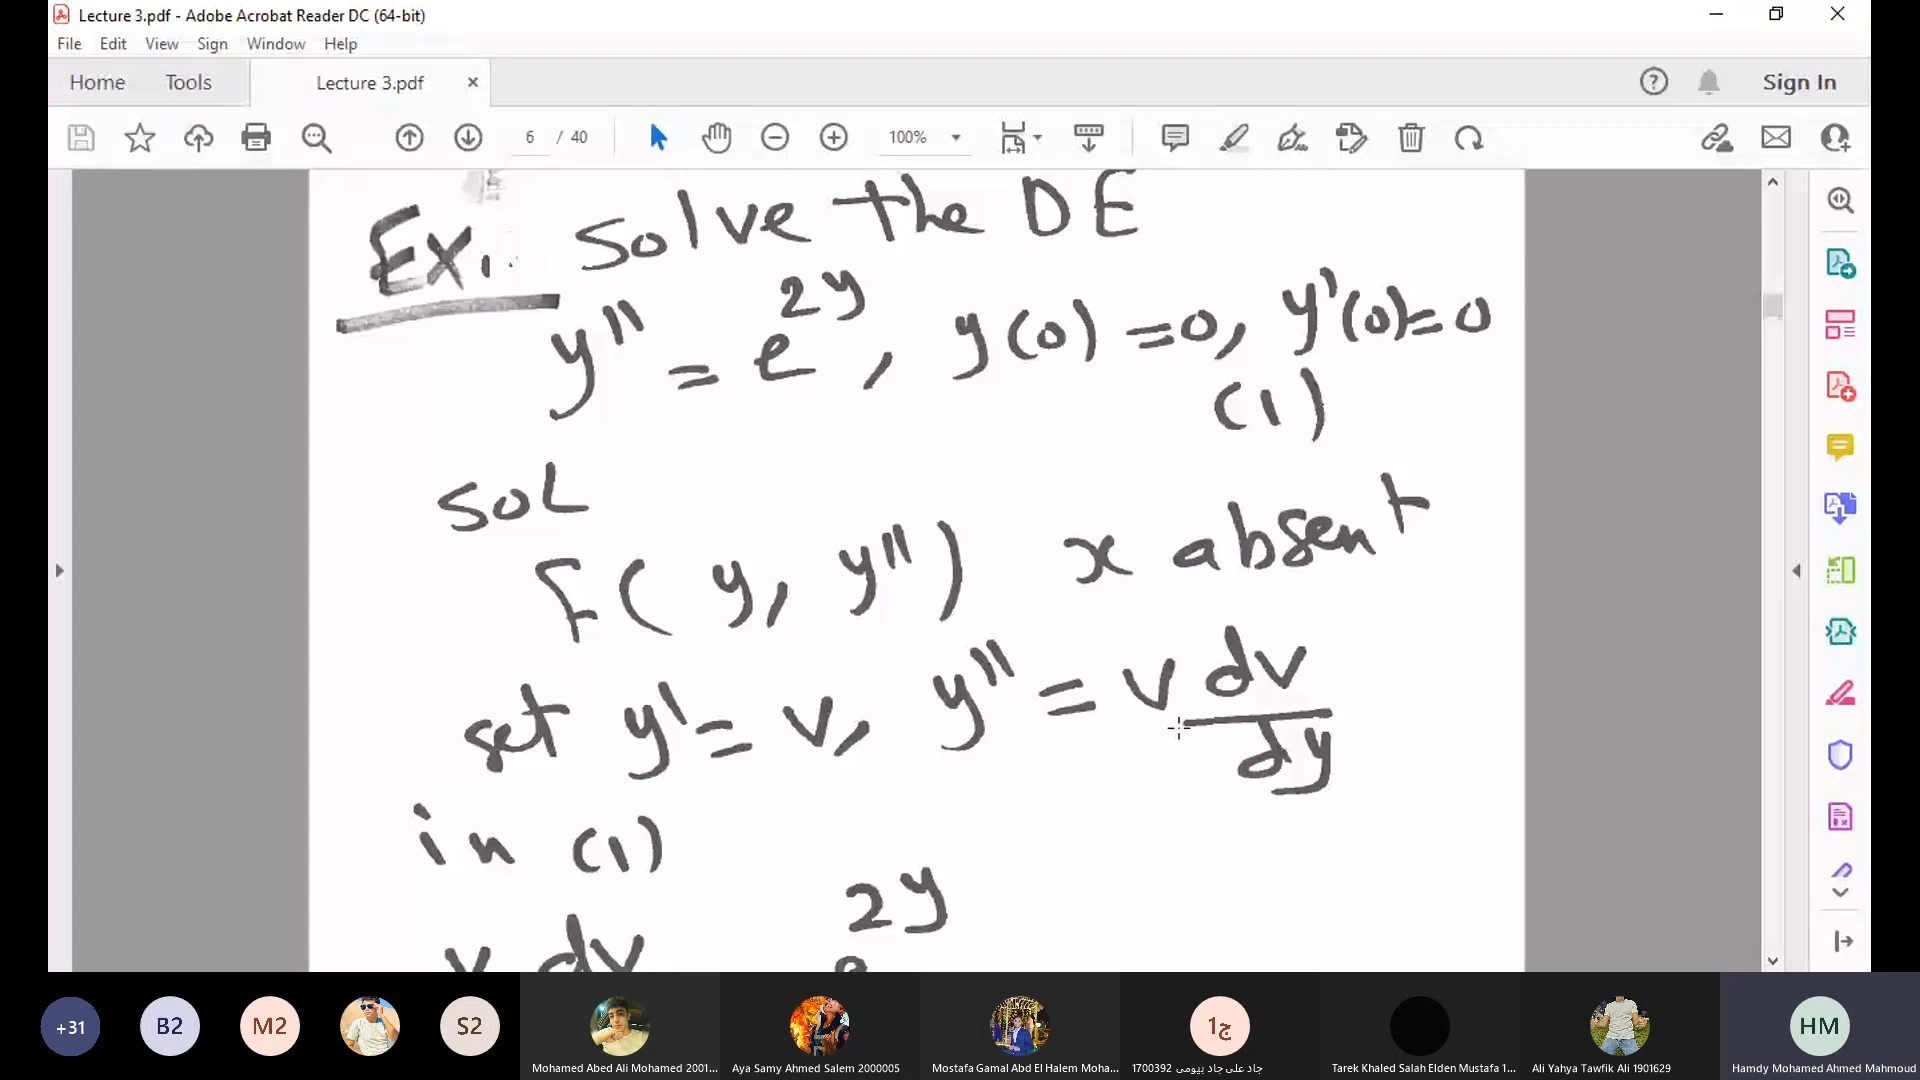 Lecture 3.pdf - Adobe Acrobat Reader DC (64-bit)
File Edit View Sign Window Help
Home Tools Lecture 3.pdf × Sign In
6 / 40 100%
Ex. Solve the DE
y'' = e^{2y}, y(0) = 0, y'(0) = 0
(1)
Sol
F(y, y'') x absent
set y' = v, y'' = v dv/dy
in (1)
v dv 2y
+31 B2 M2 S2 ج1 HM
Mohamed Abed Ali Mohamed 2001... Aya Samy Ahmed Salem 2000005 Mostafa Gamal Abd El Halem Moha... جاد على جاد بيومى 1700392 Tarek Khaled Salah Elden Mustafa 1... Ali Yahya Tawfik Ali 1901629 Hamdy Mohamed Ahmed Mahmoud